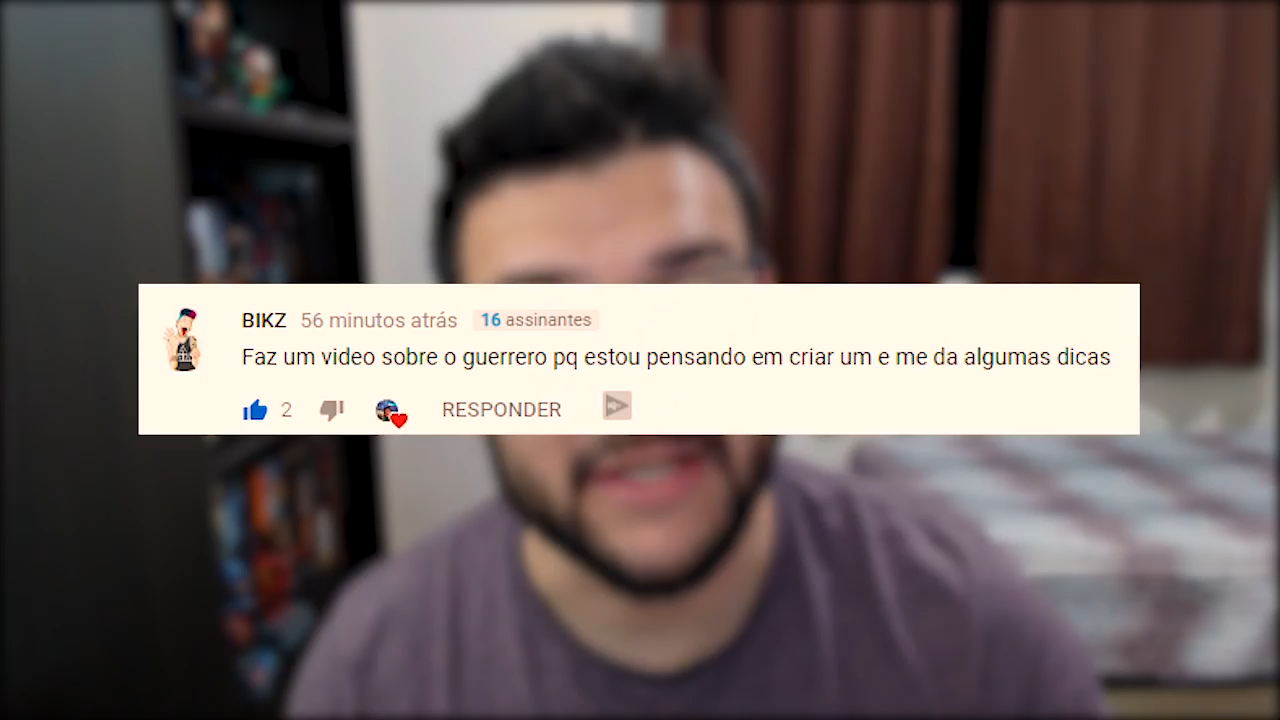 BIKZ 56 minutos atrás 16 assinantes
Faz um video sobre o guerrero pq estou pensando em criar um e me da algumas dicas
2 RESPONDER